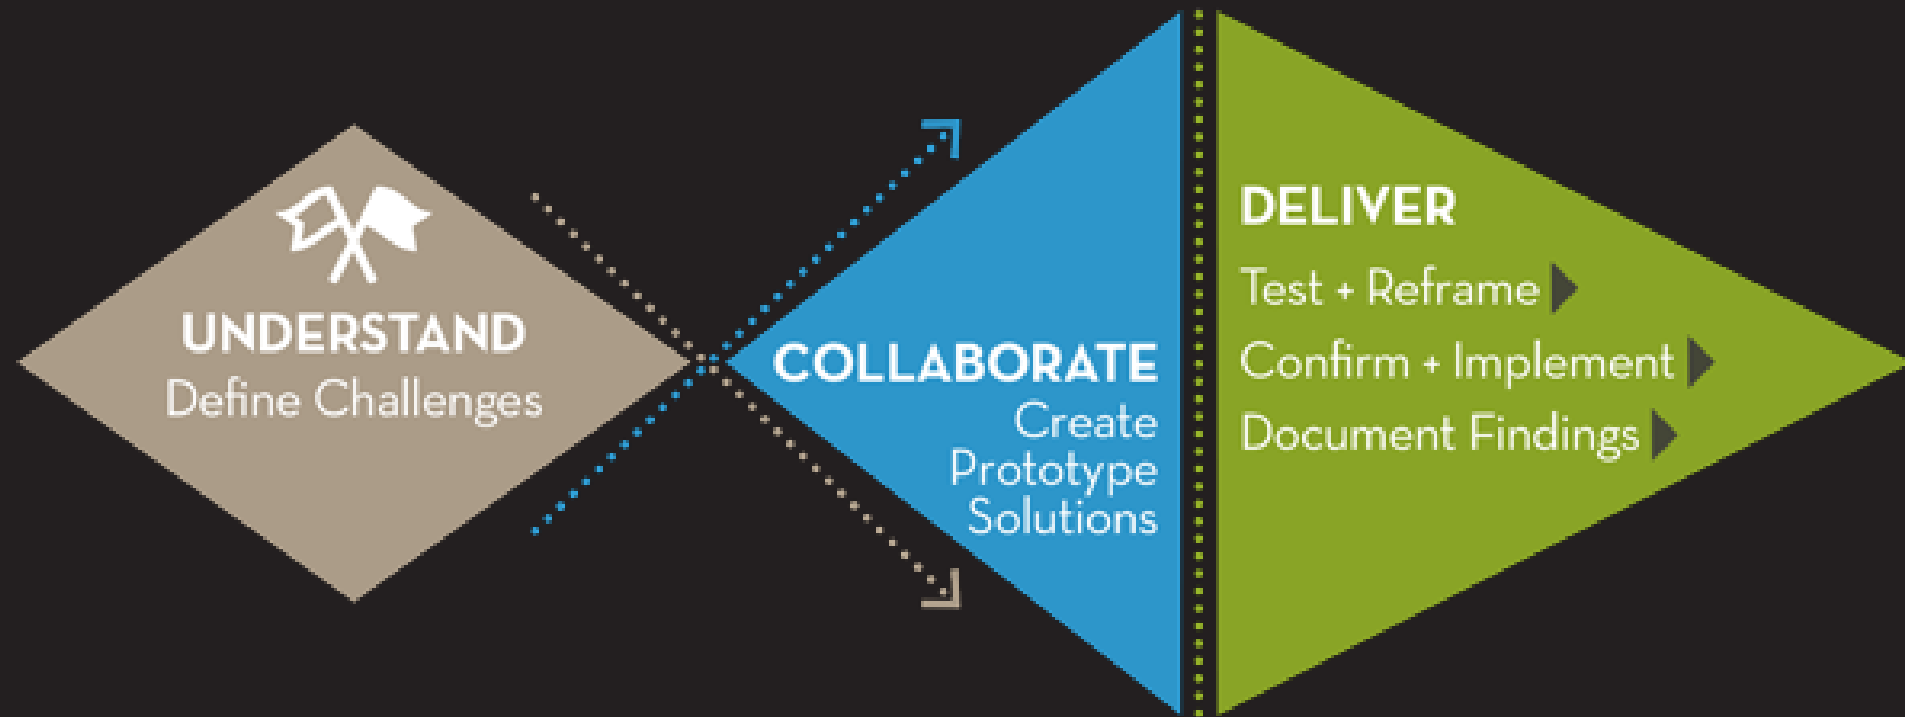 UNDERSTAND
Define Challenges
COLLABORATE
Create
Prototype
Solutions
DELIVER
Test + Reframe
Confirm + Implement
Document Findings